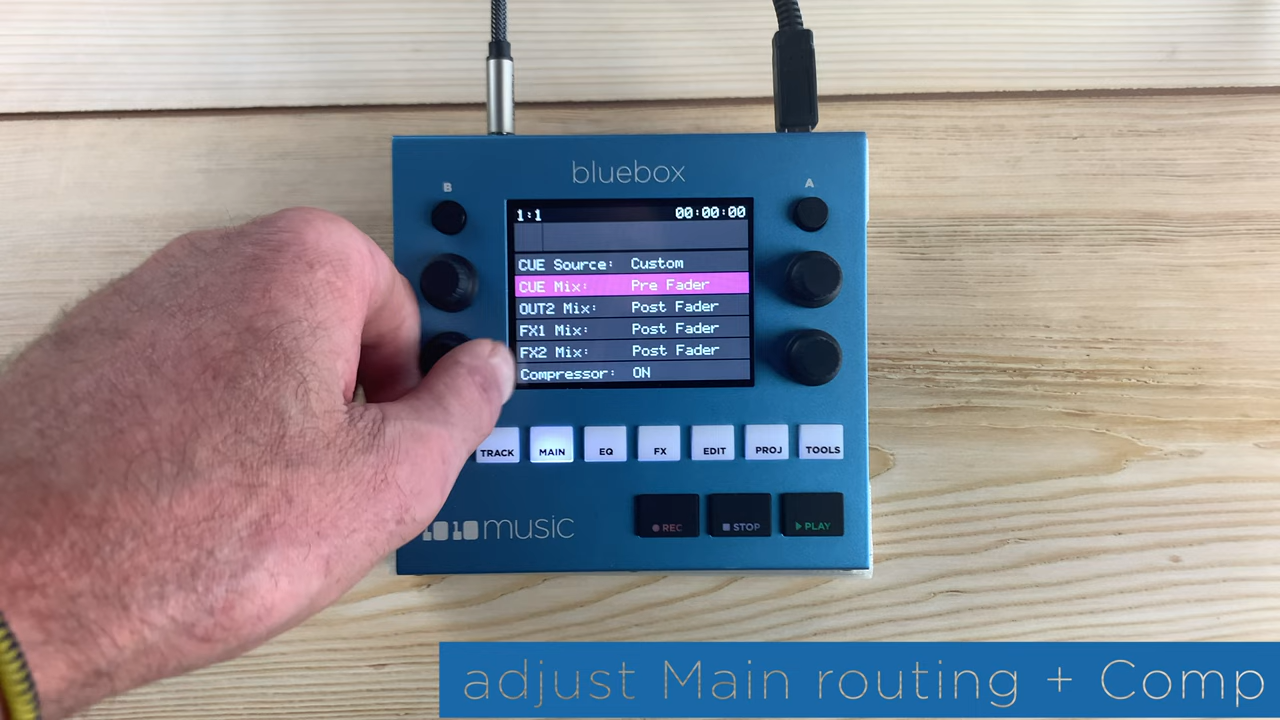 bluebox
B
A
1:1 00:00:00
CUE Source: Custom
CUE Mix: Pre Fader
OUT2 Mix: Post Fader
FX1 Mix: Post Fader
FX2 Mix: Post Fader
Compressor: ON
TRACK MAIN EQ FX EDIT PROJ TOOLS
1010music
REC STOP PLAY
adjust Main routing + Comp